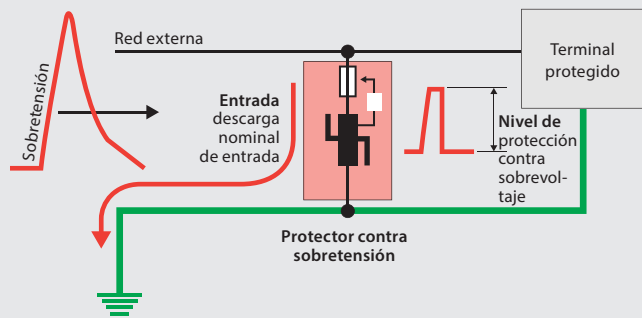 Sobretensión
Red externa
Entrada
descarga
nominal
de entrada
Terminal
protegido
Nivel de
protección
contra
sobrevol-
taje
Protector contra
sobretensión